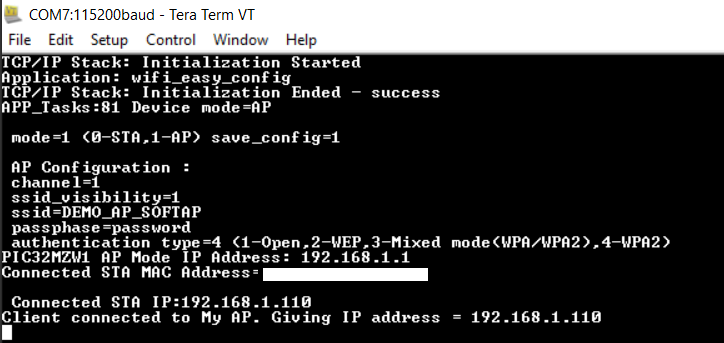 COM7:115200baud - Tera Term VT
File Edit Setup Control Window Help
TCP/IP Stack: Initialization Started
Application: wifi_easy_config
TCP/IP Stack: Initialization Ended - success
APP_Tasks:81 Device mode=AP
mode=1 (0-STA,1-AP) save_config=1
AP Configuration :
channel=1
ssid_visibility=1
ssid=DEMO_AP_SOFTAP
passphase=password
authentication type=4 (1-Open,2-WEP,3-Mixed mode(WPA/WPA2),4-WPA2)
PIC32MZW1 AP Mode IP Address: 192.168.1.1
Connected STA MAC Address=
Connected STA IP:192.168.1.110
Client connected to My AP. Giving IP address = 192.168.1.110